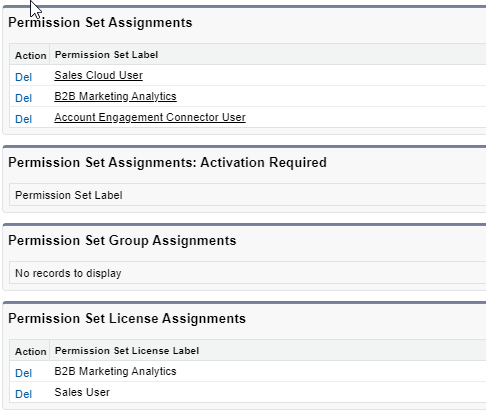 Permission Set Assignments
Action Permission Set Label
Del Sales Cloud User
Del B2B Marketing Analytics
Del Account Engagement Connector User
Permission Set Assignments: Activation Required
Permission Set Label
Permission Set Group Assignments
No records to display
Permission Set License Assignments
Action Permission Set License Label
Del B2B Marketing Analytics
Del Sales User